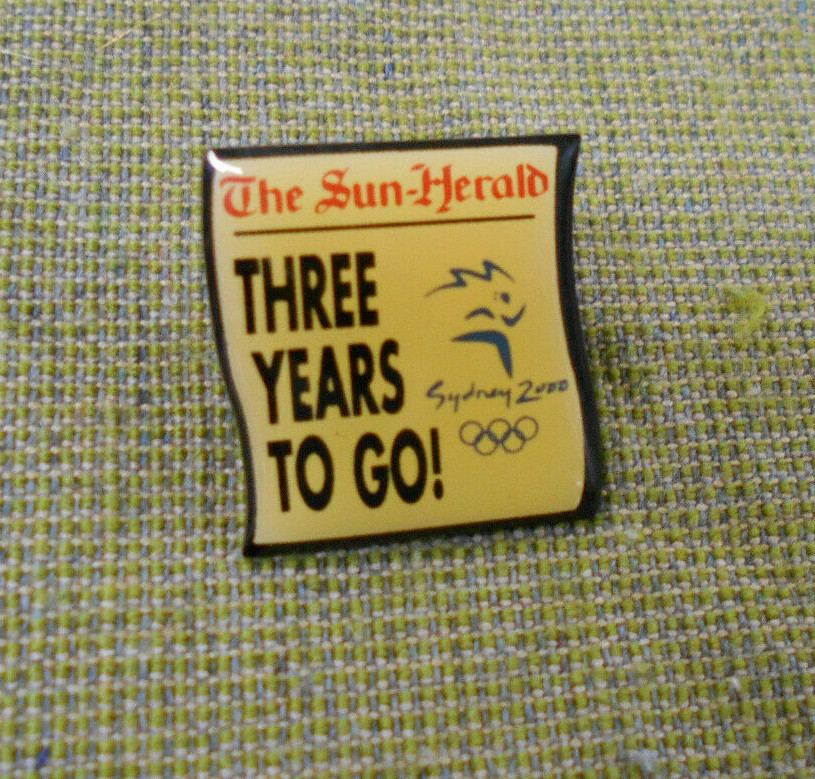 The Sun-Herald
THREE
YEARS
TO GO!
Sydney 2000